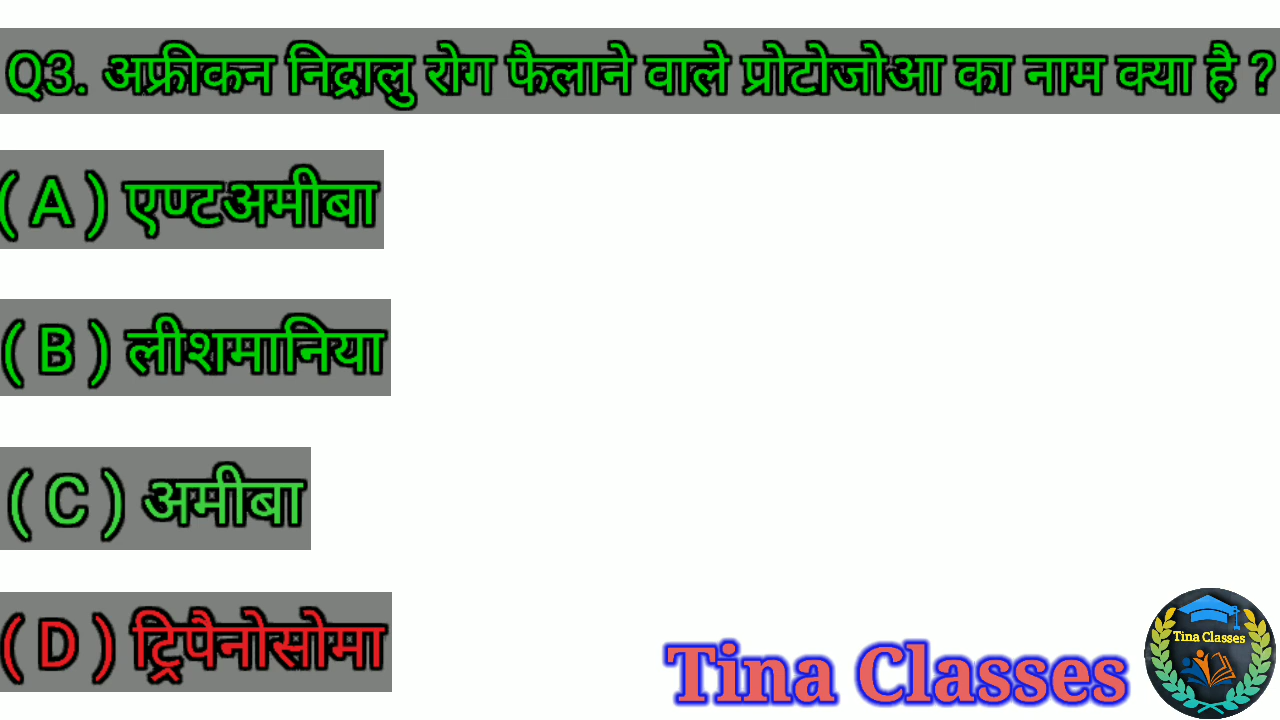 Q3. अफ्रीकन निद्रालु रोग फैलाने वाले प्रोटोजोआ का नाम क्या है ?
( A ) एण्टअमीबा
( B ) लीशमानिया
( C ) अमीबा
( D ) ट्रिपैनोसोमा
Tina Classes
Tina Classes